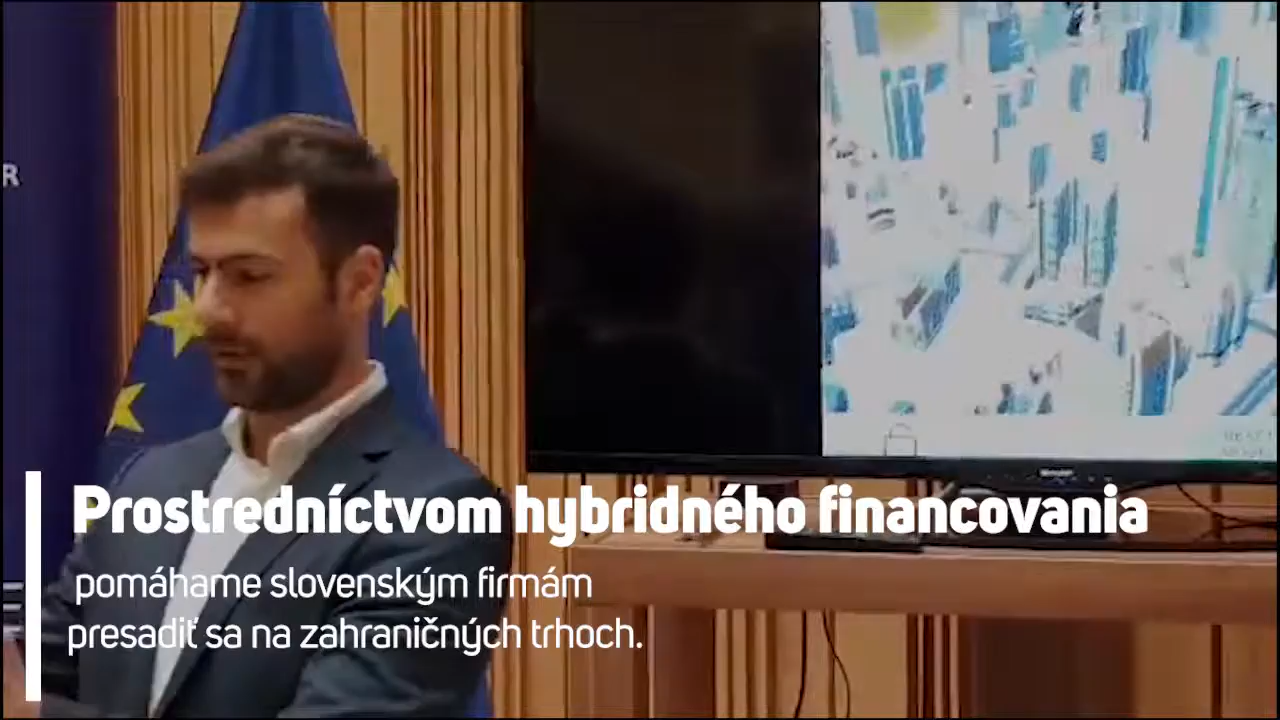 R
Prostredníctvom hybridného financovania
pomáhame slovenským firmám
presadiť sa na zahraničných trhoch.